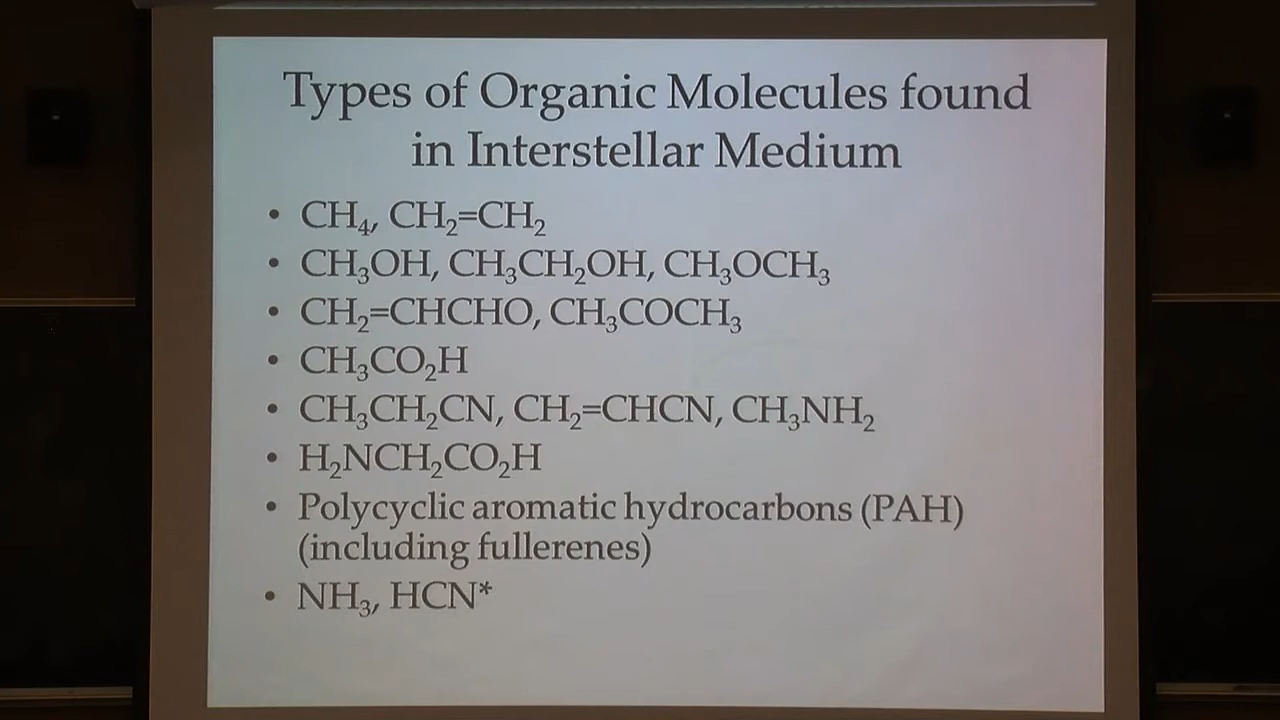 Types of Organic Molecules found
in Interstellar Medium
• CH₄, CH₂=CH₂
• CH₃OH, CH₃CH₂OH, CH₃OCH₃
• CH₂=CHCHO, CH₃COCH₃
• CH₃CO₂H
• CH₃CH₂CN, CH₂=CHCN, CH₃NH₂
• H₂NCH₂CO₂H
• Polycyclic aromatic hydrocarbons (PAH)
(including fullerenes)
• NH₃, HCN*